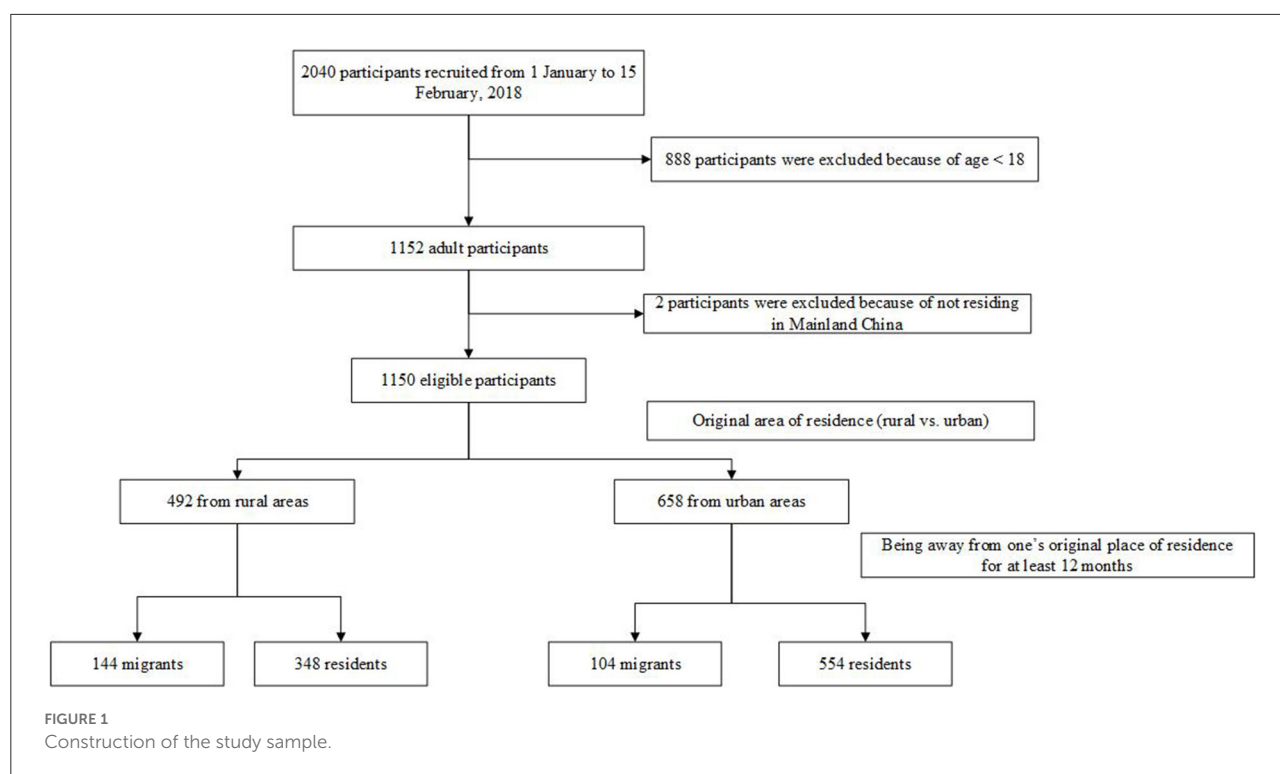 2040 participants recruited from 1 January to 15
February, 2018
888 participants were excluded because of age < 18
1152 adult participants
2 participants were excluded because of not residing
in Mainland China
1150 eligible participants
Original area of residence (rural vs. urban)
492 from rural areas
658 from urban areas
Being away from one's original place of residence
for at least 12 months
144 migrants
348 residents
104 migrants
554 residents
FIGURE 1
Construction of the study sample.